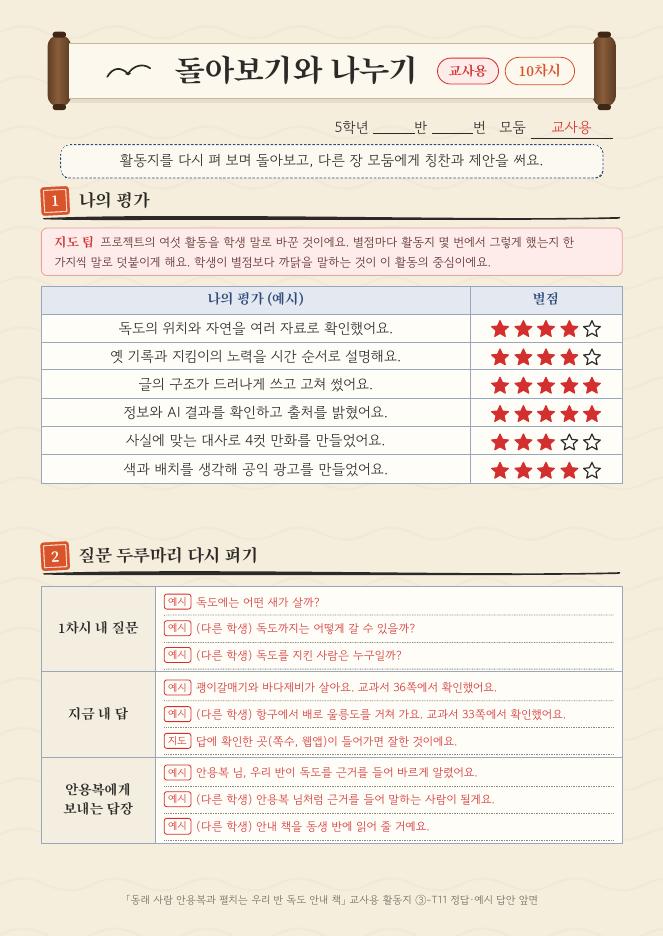 돌아보기와 나누기 교사용 10차시
5학년 ______반 ______번 모둠 교사용
활동지를 다시 펴 보며 돌아보고, 다른 장 모둠에게 칭찬과 제안을 써요.
1 나의 평가
지도 팁 프로젝트의 여섯 활동을 학생 말로 바꾼 것이에요. 별점마다 활동지 몇 번에서 그렇게 했는지 한
가지씩 말로 덧붙이게 해요. 학생이 별점보다 까닭을 말하는 것이 이 활동의 중심이에요.
나의 평가 (예시) 별점
독도의 위치와 자연을 여러 자료로 확인했어요. ★★★★☆
옛 기록과 지킴이의 노력을 시간 순서로 설명해요. ★★★★☆
글의 구조가 드러나게 쓰고 고쳐 썼어요. ★★★★★
정보와 AI 결과를 확인하고 출처를 밝혔어요. ★★★★★
사실에 맞는 대사로 4컷 만화를 만들었어요. ★★★☆☆
색과 배치를 생각해 공익 광고를 만들었어요. ★★★★☆
2 질문 두루마리 다시 펴기
1차시 내 질문
예시 독도에는 어떤 새가 살까?
예시 (다른 학생) 독도까지는 어떻게 갈 수 있을까?
예시 (다른 학생) 독도를 지킨 사람은 누구일까?
지금 내 답
예시 괭이갈매기와 바다제비가 살아요. 교과서 36쪽에서 확인했어요.
예시 (다른 학생) 항구에서 배로 울릉도를 거쳐 가요. 교과서 33쪽에서 확인했어요.
지도 답에 확인한 곳(쪽수, 웹앱)이 들어가면 잘한 것이에요.
안용복에게
보내는 답장
예시 안용복 님, 우리 반이 독도를 근거를 들어 바르게 알렸어요.
예시 (다른 학생) 안용복 님처럼 근거를 들어 말하는 사람이 될게요.
예시 (다른 학생) 안내 책을 동생 반에 읽어 줄 거예요.
「동래 사람 안용복과 펼치는 우리 반 독도 안내 책」 교사용 활동지 ③-T11 정답·예시 답안 앞면